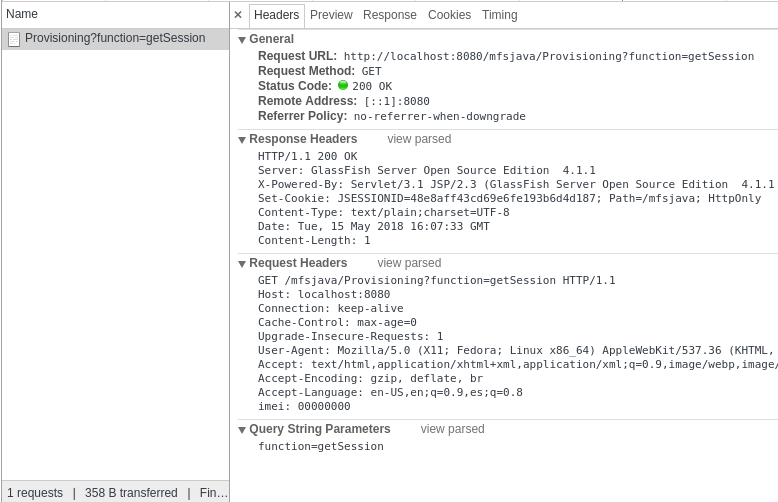 Name
× Headers Preview Response Cookies Timing
Provisioning?function=getSession
General
Request URL: http://localhost:8080/mfsjava/Provisioning?function=getSession
Request Method: GET
Status Code: 200 OK
Remote Address: [::1]:8080
Referrer Policy: no-referrer-when-downgrade
Response Headers view parsed
HTTP/1.1 200 OK
Server: GlassFish Server Open Source Edition 4.1.1
X-Powered-By: Servlet/3.1 JSP/2.3 (GlassFish Server Open Source Edition 4.1.1
Set-Cookie: JSESSIONID=48e8aff43cd69e6fe193b6d4d187; Path=/mfsjava; HttpOnly
Content-Type: text/plain;charset=UTF-8
Date: Tue, 15 May 2018 16:07:33 GMT
Content-Length: 1
Request Headers view parsed
GET /mfsjava/Provisioning?function=getSession HTTP/1.1
Host: localhost:8080
Connection: keep-alive
Cache-Control: max-age=0
Upgrade-Insecure-Requests: 1
User-Agent: Mozilla/5.0 (X11; Fedora; Linux x86_64) AppleWebKit/537.36 (KHTML,
Accept: text/html,application/xhtml+xml,application/xml;q=0.9,image/webp,image/
Accept-Encoding: gzip, deflate, br
Accept-Language: en-US,en;q=0.9,es;q=0.8
imei: 00000000
Query String Parameters view parsed
function=getSession
1 requests | 358 B transferred | Fin...